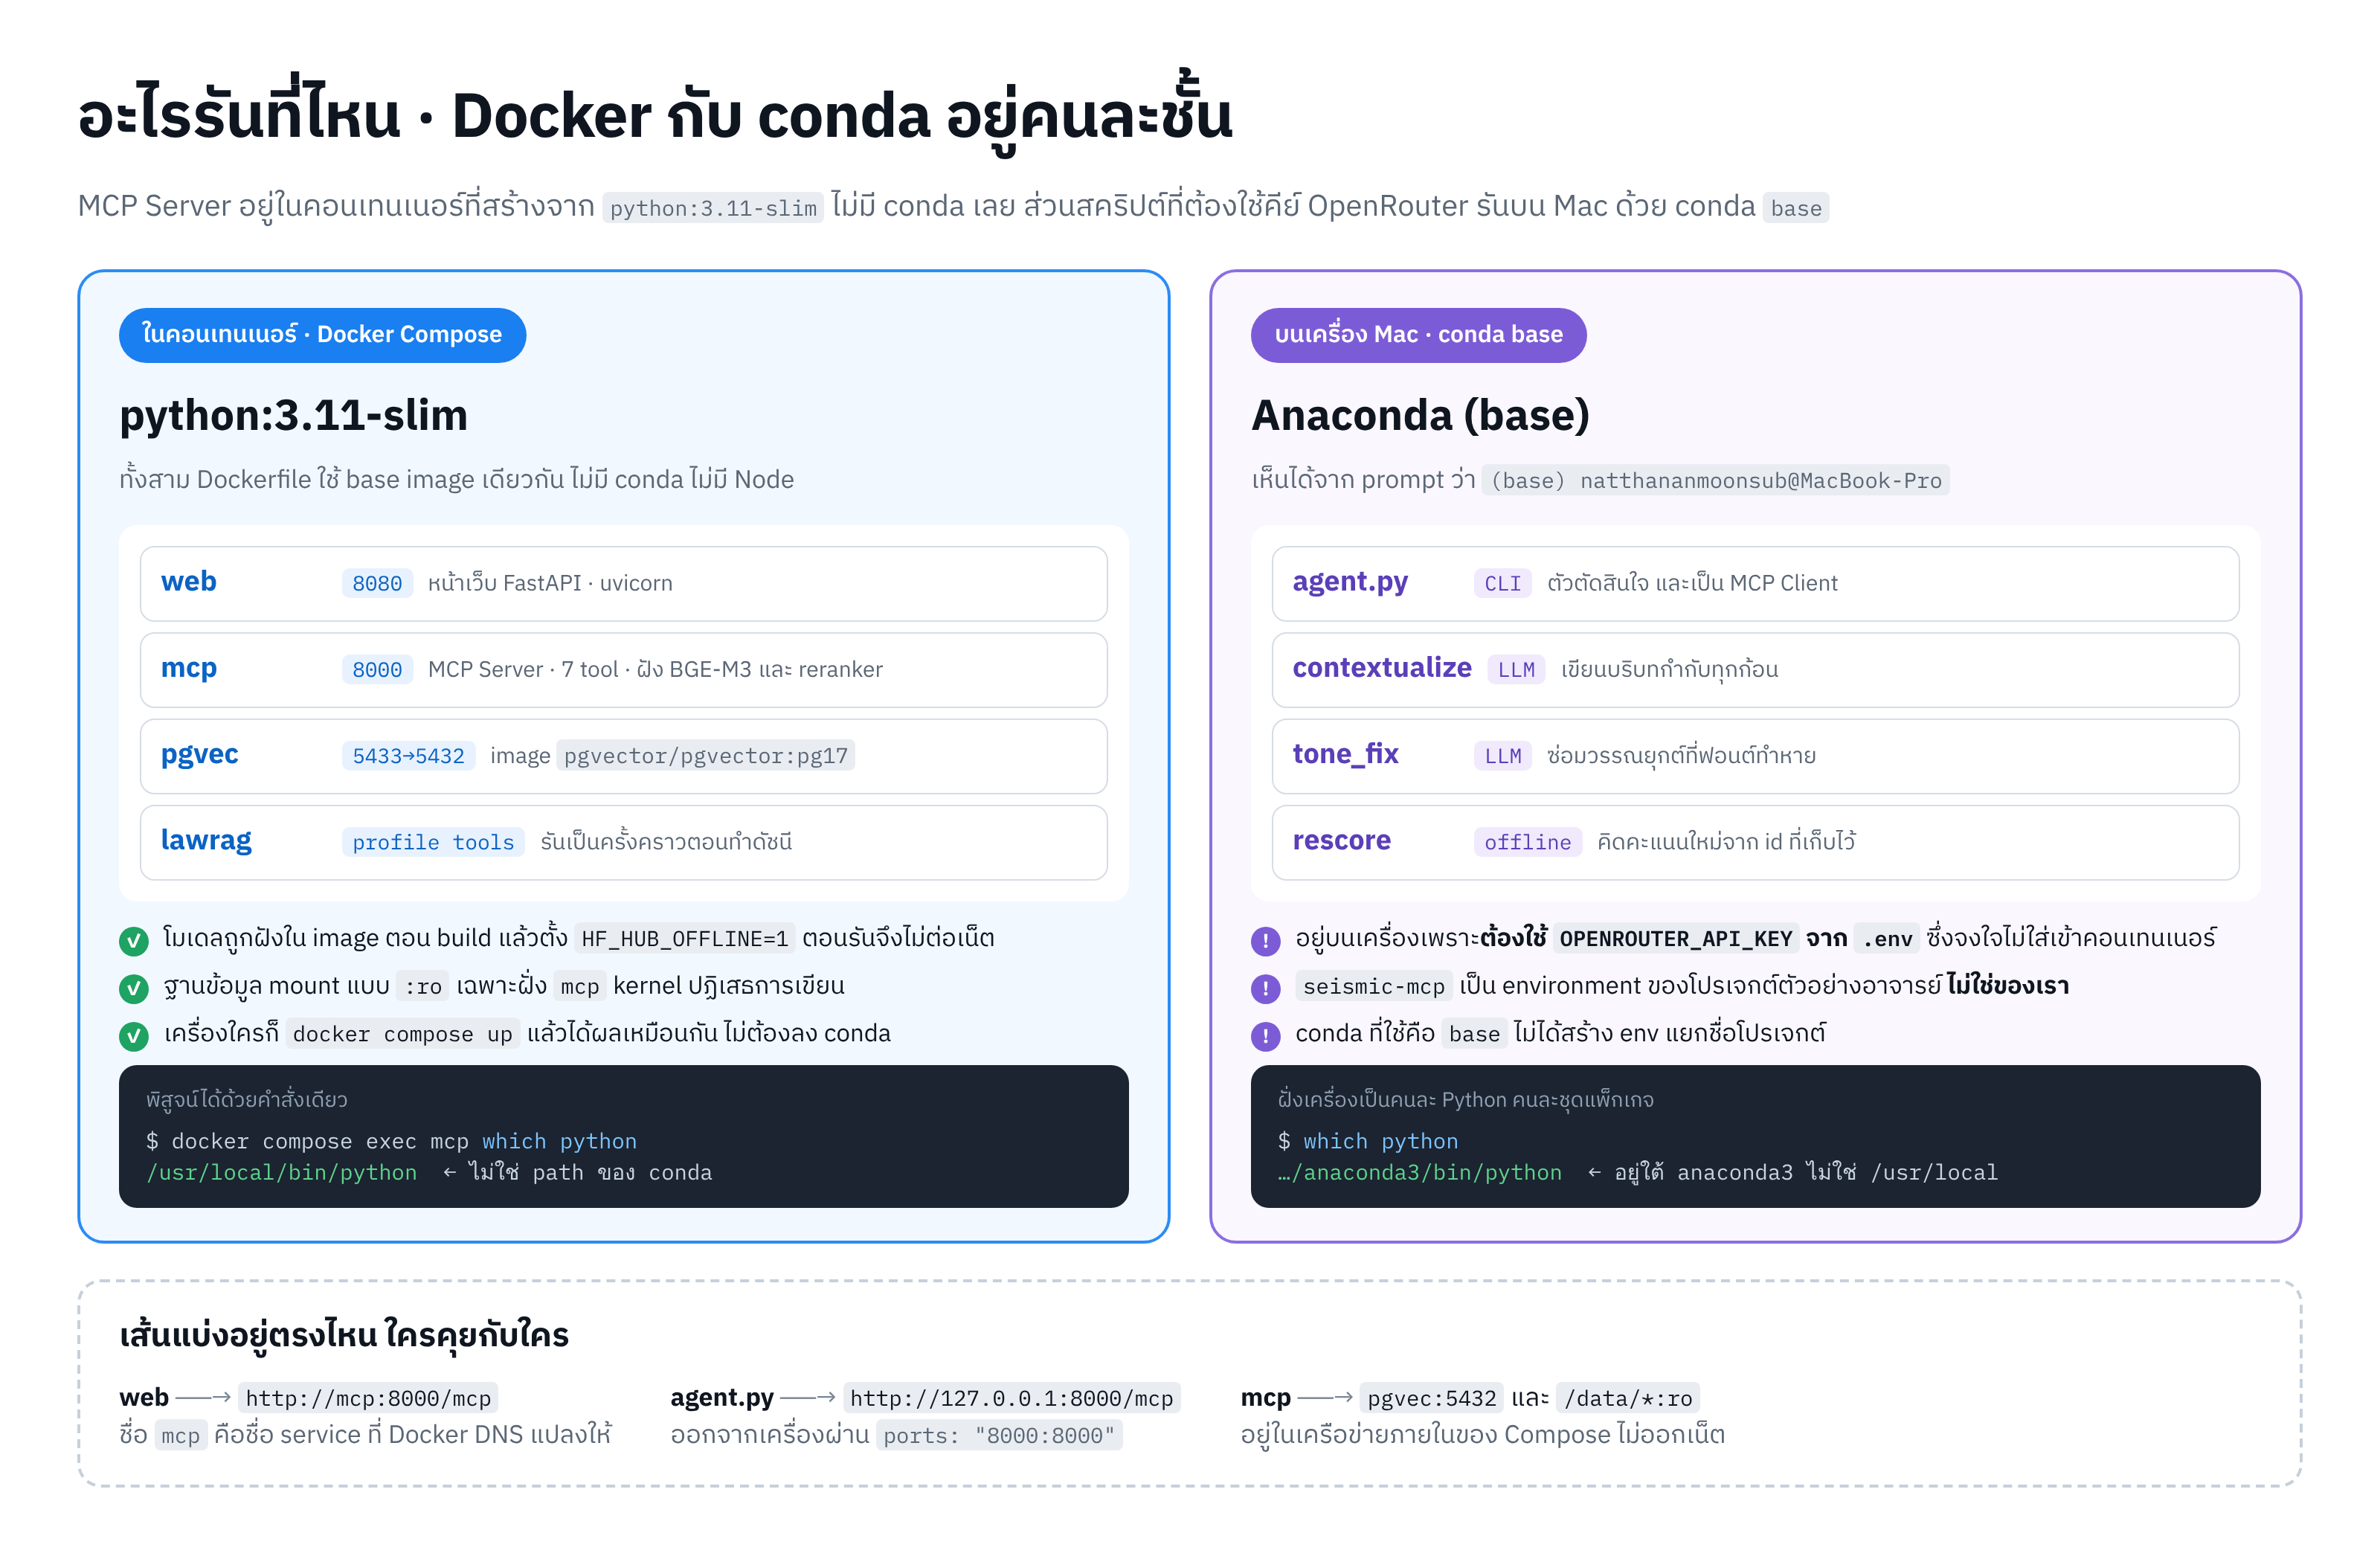 อะไรรันที่ไหน · Docker กับ conda อยู่คนละชั้น
MCP Server อยู่ในคอนเทนเนอร์ที่สร้างจาก python:3.11-slim ไม่มี conda เลย ส่วนสคริปต์ที่ต้องใช้คีย์ OpenRouter รันบน Mac ด้วย conda base
ในคอนเทนเนอร์ · Docker Compose
python:3.11-slim
ทั้งสาม Dockerfile ใช้ base image เดียวกัน ไม่มี conda ไม่มี Node
web 8080 หน้าเว็บ FastAPI · uvicorn
mcp 8000 MCP Server · 7 tool · ฝัง BGE-M3 และ reranker
pgvec 5433→5432 image pgvector/pgvector:pg17
lawrag profile tools รันเป็นครั้งคราวตอนทำดัชนี
โมเดลถูกฝังใน image ตอน build แล้วตั้ง HF_HUB_OFFLINE=1 ตอนรันจึงไม่ต่อเน็ต
ฐานข้อมูล mount แบบ :ro เฉพาะฝั่ง mcp kernel ปฏิเสธการเขียน
เครื่องใครก็ docker compose up แล้วได้ผลเหมือนกัน ไม่ต้องลง conda
พิสูจน์ได้ด้วยคำสั่งเดียว
$ docker compose exec mcp which python
/usr/local/bin/python ← ไม่ใช่ path ของ conda
บนเครื่อง Mac · conda base
Anaconda (base)
เห็นได้จาก prompt ว่า (base) natthananmoonsub@MacBook-Pro
agent.py CLI ตัวตัดสินใจ และเป็น MCP Client
contextualize LLM เขียนบริบทกำกับทุกก้อน
tone_fix LLM ซ่อมวรรณยุกต์ที่ฟอนต์ทำหาย
rescore offline คิดคะแนนใหม่จาก id ที่เก็บไว้
! อยู่บนเครื่องเพราะต้องใช้ OPENROUTER_API_KEY จาก .env ซึ่งจงใจไม่ใส่เข้าคอนเทนเนอร์
! seismic-mcp เป็น environment ของโปรเจกต์ตัวอย่างอาจารย์ ไม่ใช่ของเรา
! conda ที่ใช้คือ base ไม่ได้สร้าง env แยกชื่อโปรเจกต์
ฝั่งเครื่องเป็นคนละ Python คนละชุดแพ็กเกจ
$ which python
…/anaconda3/bin/python ← อยู่ใต้ anaconda3 ไม่ใช่ /usr/local
เส้นแบ่งอยู่ตรงไหน ใครคุยกับใคร
web ──→ http://mcp:8000/mcp
ชื่อ mcp คือชื่อ service ที่ Docker DNS แปลงให้
agent.py ──→ http://127.0.0.1:8000/mcp
ออกจากเครื่องผ่าน ports: "8000:8000"
mcp ──→ pgvec:5432 และ /data/*:ro
อยู่ในเครือข่ายภายในของ Compose ไม่ออกเน็ต